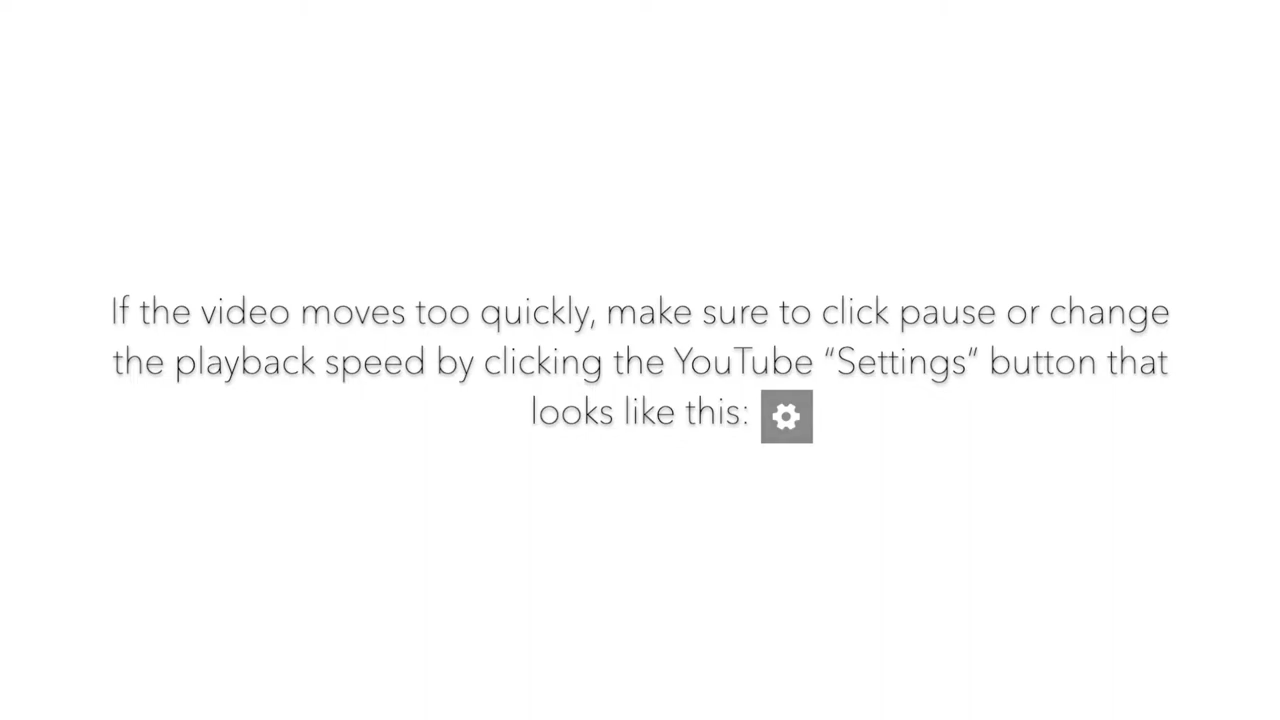 If the video moves too quickly, make sure to click pause or change
the playback speed by clicking the YouTube “Settings” button that
looks like this: